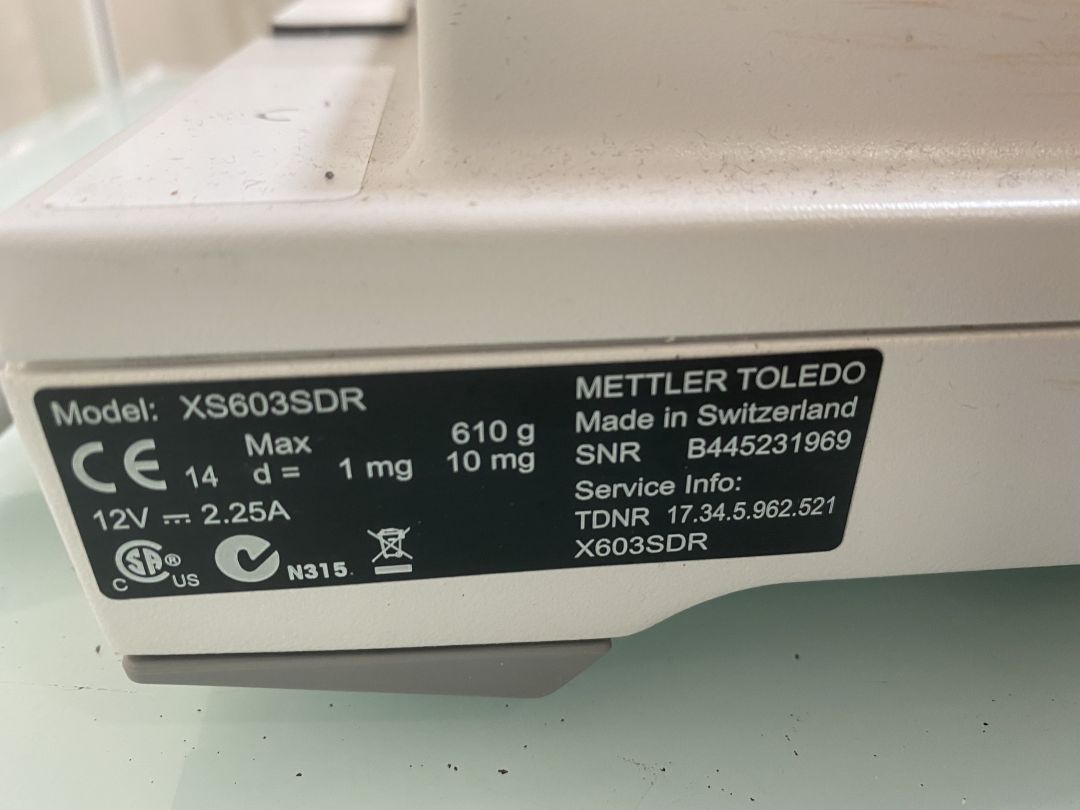 Model: XS603SDR
CE 14 Max 610 g
d = 1 mg 10 mg
12V ⎓ 2.25A
C SA® US N315.
METTLER TOLEDO
Made in Switzerland
SNR B445231969
Service Info:
TDNR 17.34.5.962.521
X603SDR